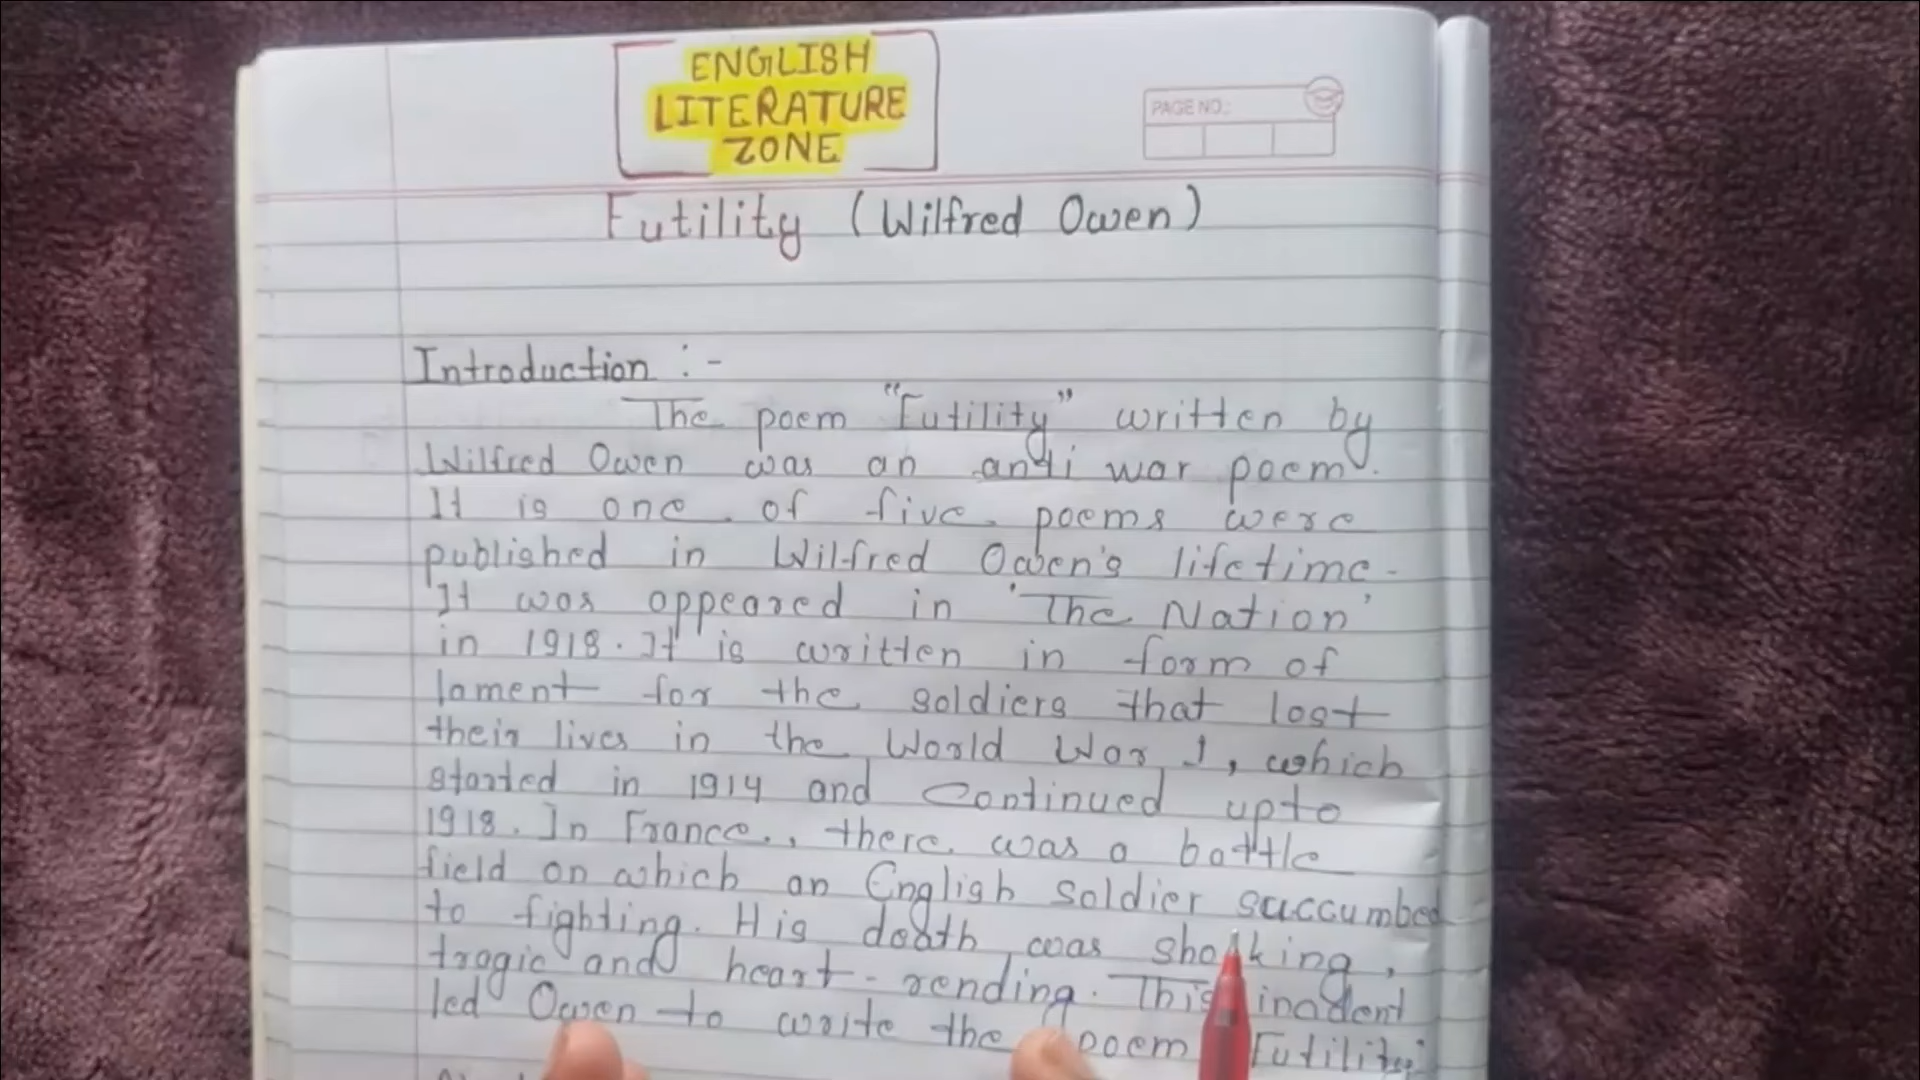 ENGLISH
LITERATURE
ZONE
PAGE NO.:
Futility (Wilfred Owen)
Introduction :-
The poem "Futility" written by
Wilfred Owen was an anti war poem.
It is one of five poems were
published in Wilfred Owen's lifetime.
It was appeared in 'The Nation'
in 1918. It is written in form of
lament for the soldiers that lost
their lives in the World War I, which
started in 1914 and continued upto
1918. In France, there was a battle
field on which an English soldier succumbed
to fighting. His death was shocking,
tragic and heart-rending. This incident
led Owen to write the poem Futility